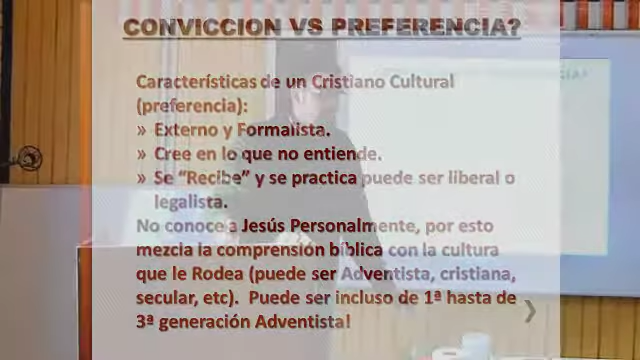 CONVICCION VS PREFERENCIA?
Características de un Cristiano Cultural
(preferencia):
» Externo y Formalista.
» Cree en lo que no entiende.
» Se “Recibe” y se practica puede ser liberal o
legalista.
No conoce a Jesús Personalmente, por esto
mezcla la comprensión bíblica con la cultura
que le Rodea (puede ser Adventista, cristiana,
secular, etc). Puede ser incluso de 1ª hasta de
3ª generación Adventista!